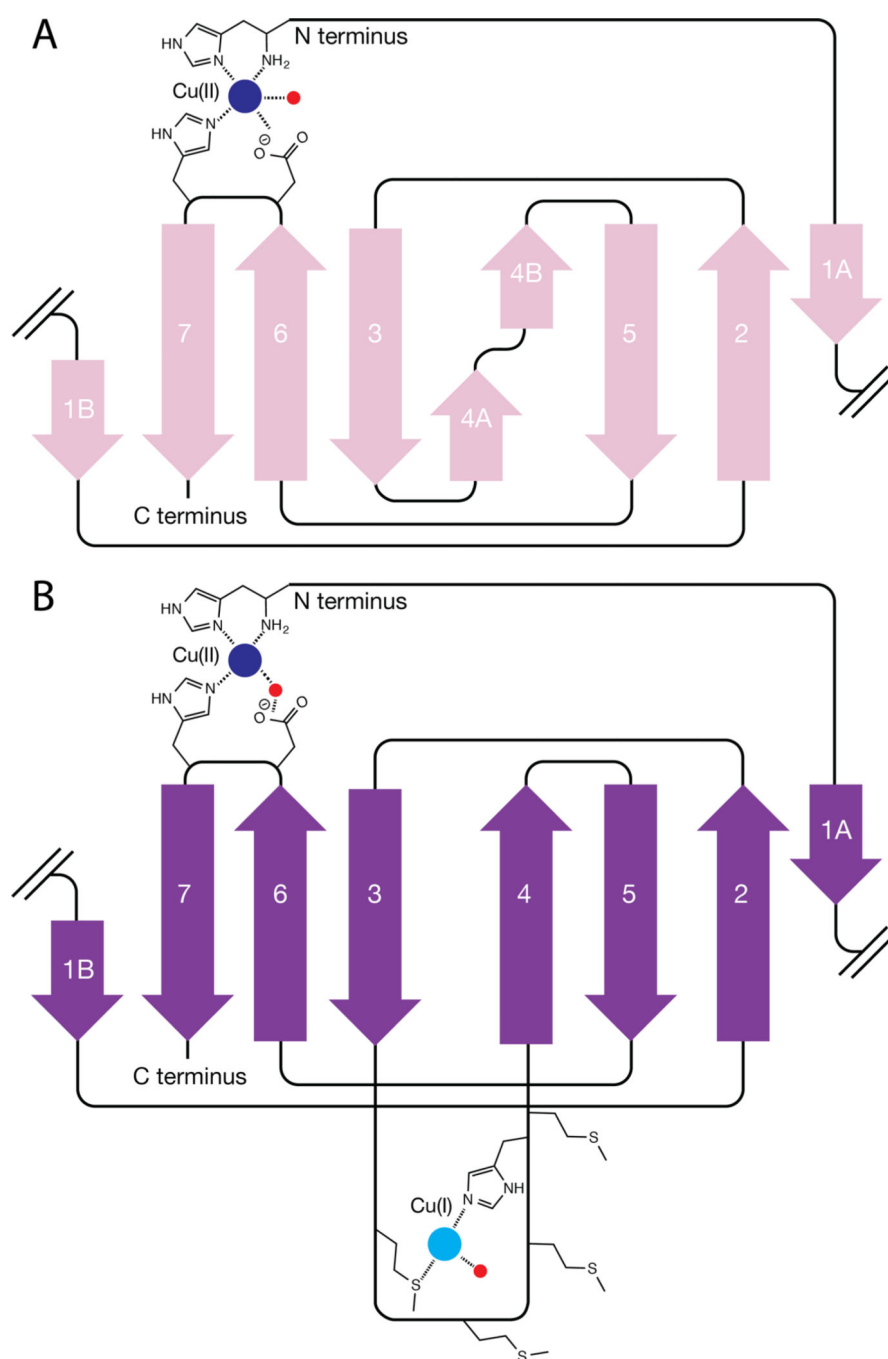 A
N terminus
HN
N
NH2
Cu(II)
HN
N
⊖
O
O
1A
4B
7
6
3
5
2
1B
4A
C terminus
B
N terminus
HN
N
NH2
Cu(II)
HN
N
⊖
O
O
1A
7
6
3
4
5
2
1B
C terminus
S
Cu(I)
N
NH
S
S
S